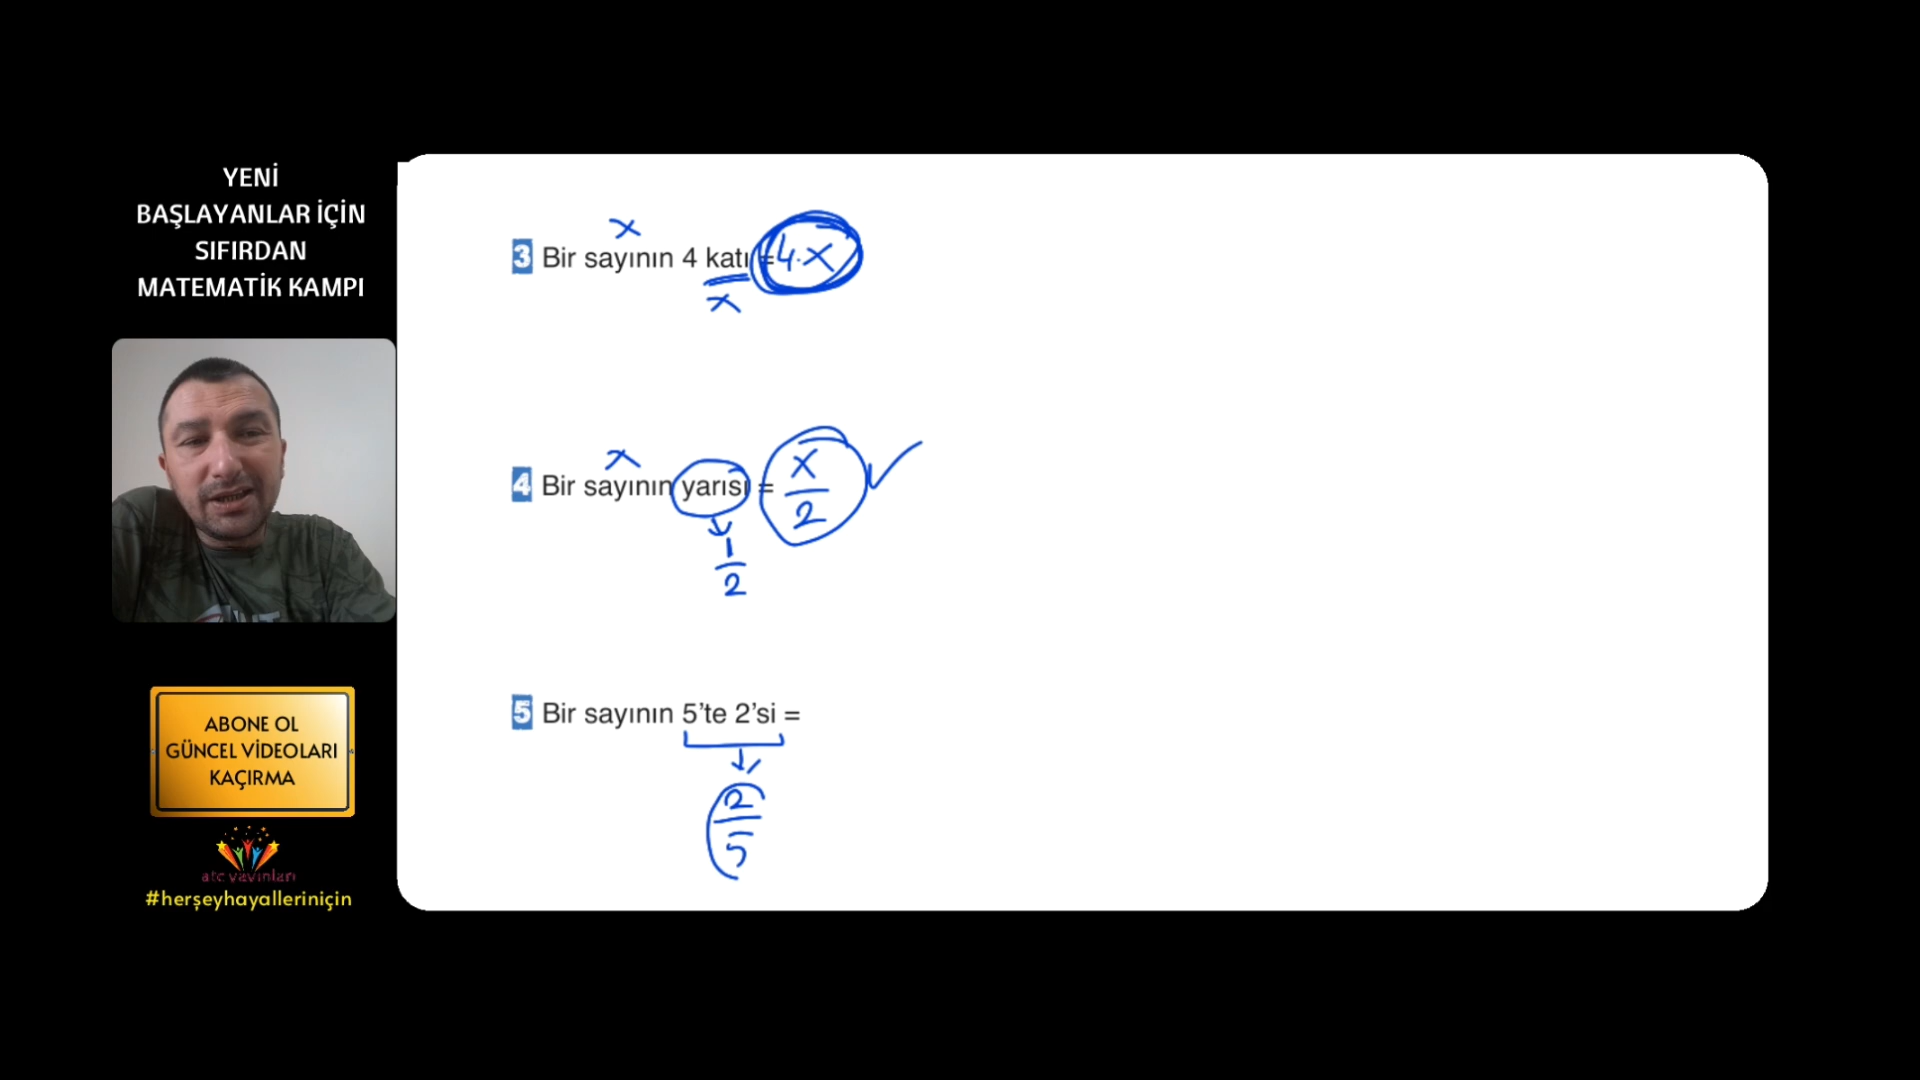 YENİ
BAŞLAYANLAR İÇİN
SIFIRDAN
MATEMATİK KAMPI
x
3 Bir sayının 4 katı = 4.x
x
x
4 Bir sayının yarısı = x/2
1/2
5 Bir sayının 5'te 2'si =
2/5
ABONE OL
GÜNCEL VİDEOLARI
KAÇIRMA
atc yayınları
#herşeyhayalleriniçin